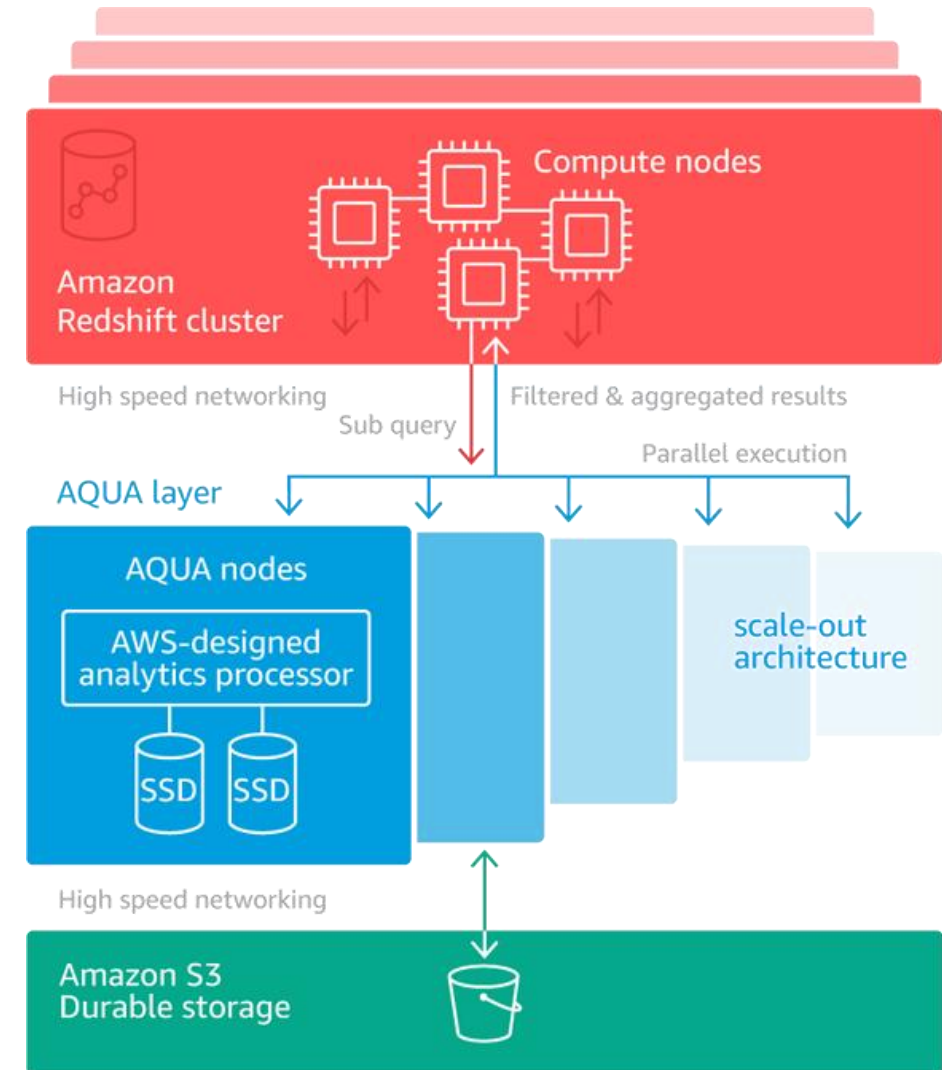 Compute nodes
Amazon
Redshift cluster
High speed networking
Filtered & aggregated results
Sub query
Parallel execution
AQUA layer
AQUA nodes
AWS-designed
analytics processor
SSD
SSD
scale-out
architecture
High speed networking
Amazon S3
Durable storage